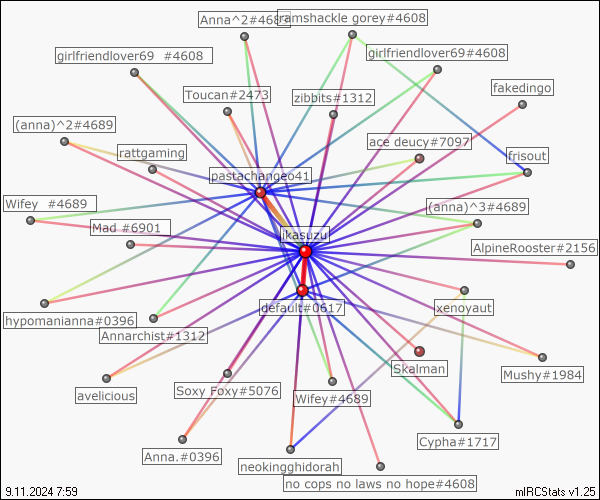 Anna^2#4689
ramshackle gorey#4608
girlfriendlover69 #4608
girlfriendlover69#4608
Toucan#2473
zibbits#1312
fakedingo
(anna)^2#4689
ace deucy#7097
rattgaming
frisout
pastachangeo41
Wifey #4689
(anna)^3#4689
Mad #6901
jkasuzu
AlpineRooster#2156
default#0617
xenoyaut
hypomanianna#0396
Annarchist#1312
Skalman
Mushy#1984
avelicious
Soxy Foxy#5076
Wifey#4689
Cypha#1717
Anna.#0396
neokingghidorah
no cops no laws no hope#4608
9.11.2024 7:59
mIRCStats v1.25